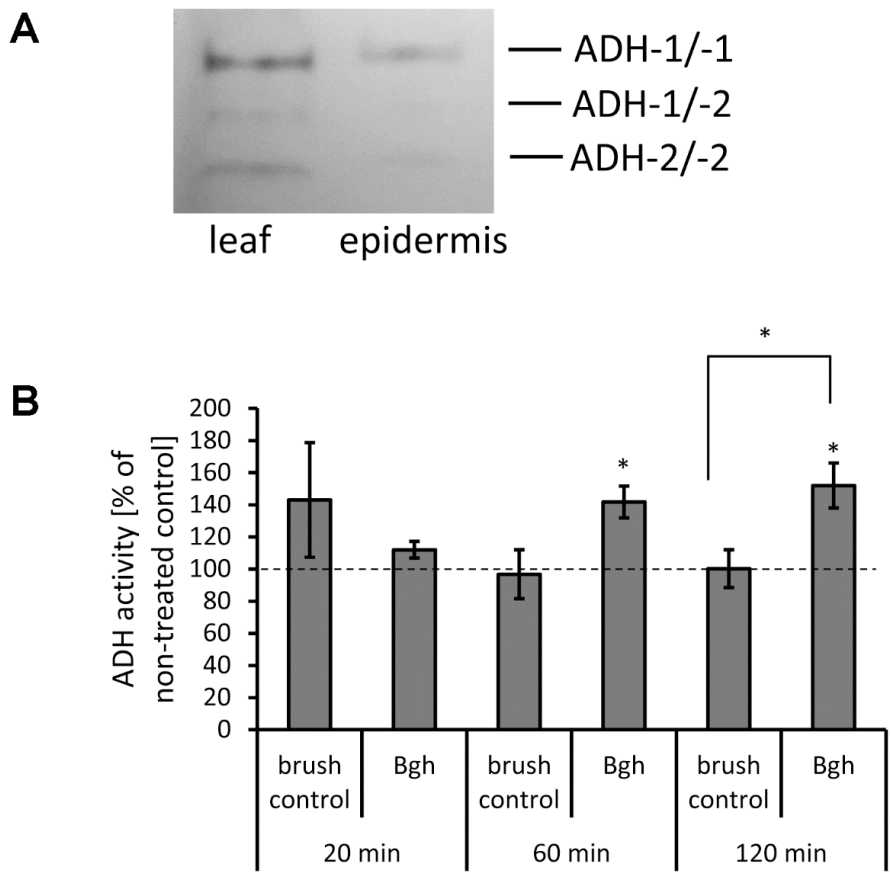 A
ADH-1/-1
ADH-1/-2
ADH-2/-2
leaf epidermis
*
B
ADH activity [% of
non-treated control]
200
180
160
140
120
100
80
60
40
20
0
*
*
brush
control
Bgh
brush
control
Bgh
brush
control
Bgh
20 min
60 min
120 min